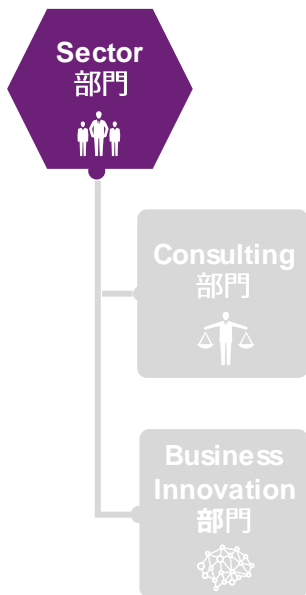 Sector
部門
Consulting
部門
Business
Innovation
部門